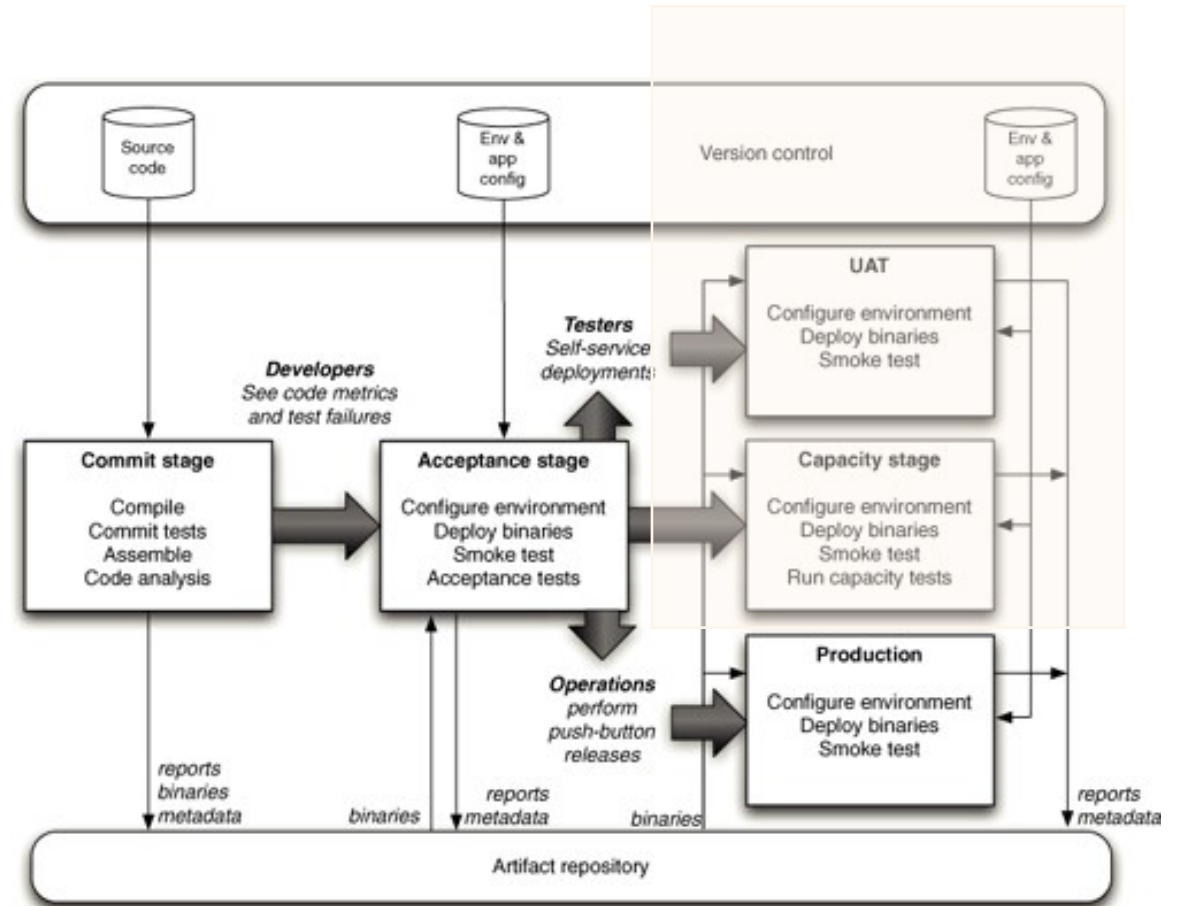 Source
code
Env &
app
config
Version control
Env &
app
config
UAT
Configure environment
Deploy binaries
Smoke test
Testers
Self-service
deployments
Developers
See code metrics
and test failures
Commit stage
Compile
Commit tests
Assemble
Code analysis
Acceptance stage
Configure environment
Deploy binaries
Smoke test
Acceptance tests
Capacity stage
Configure environment
Deploy binaries
Smoke test
Run capacity tests
Operations
perform
push-button
releases
Production
Configure environment
Deploy binaries
Smoke test
reports
binaries
metadata
binaries
reports
metadata
binaries
reports
metadata
Artifact repository